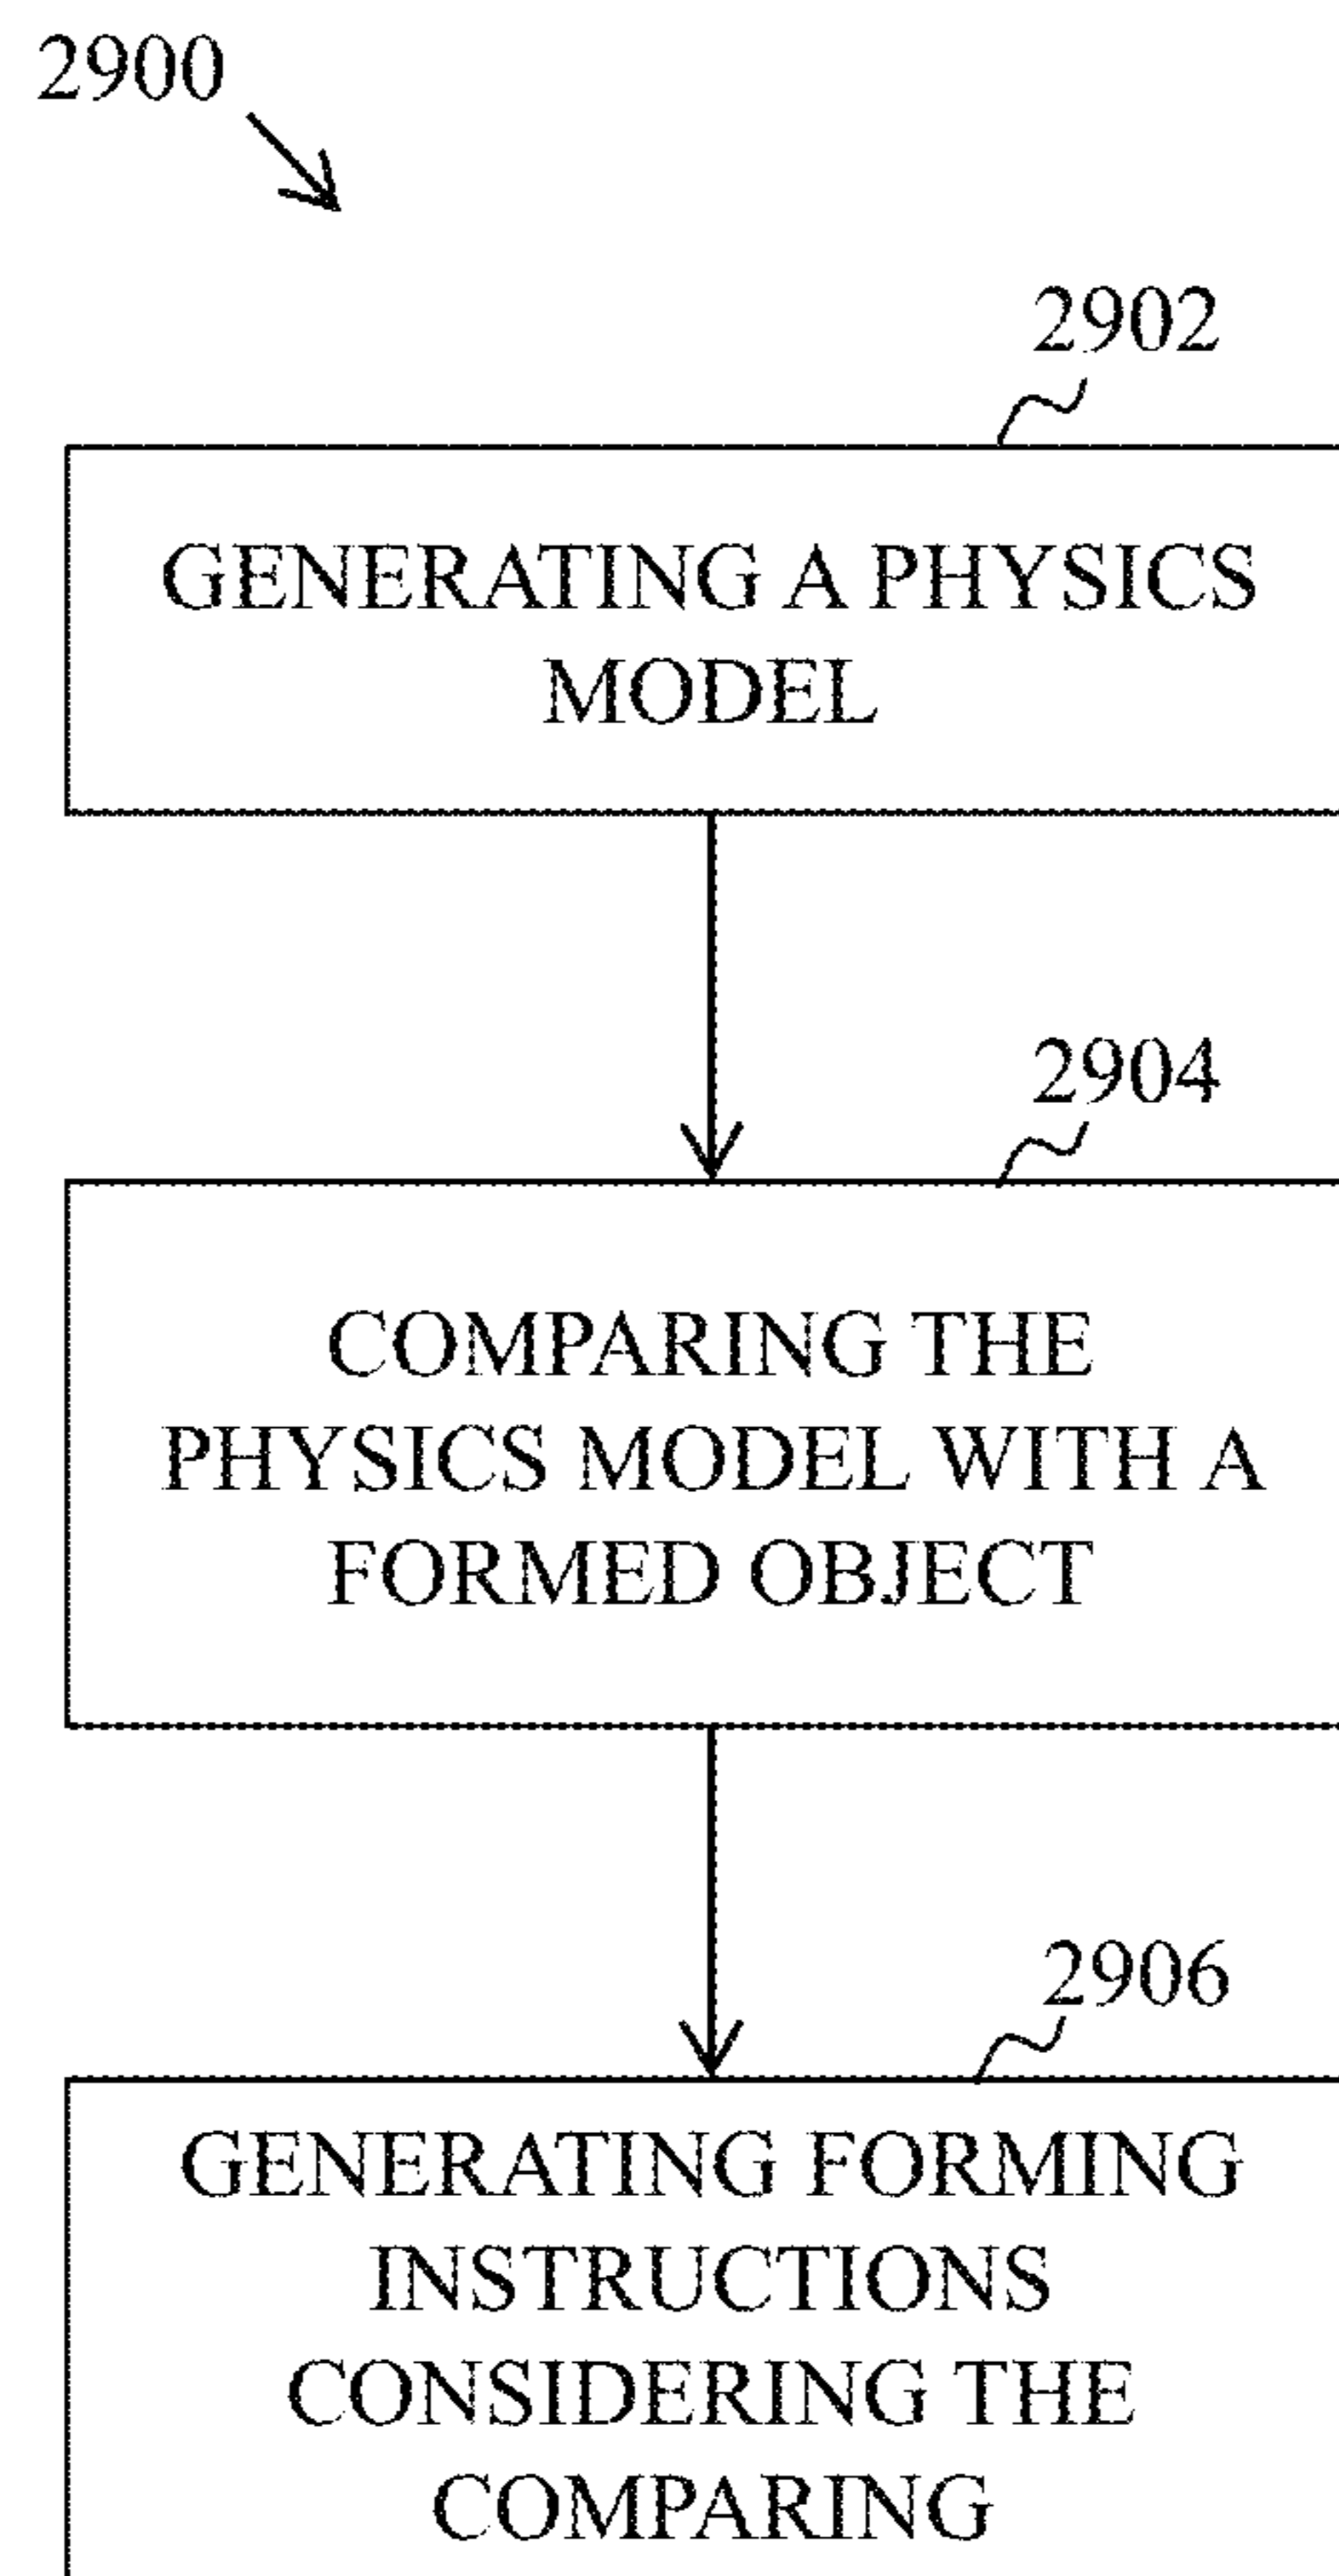 2900
2902
GENERATING A PHYSICS
MODEL
2904
COMPARING THE
PHYSICS MODEL WITH A
FORMED OBJECT
2906
GENERATING FORMING
INSTRUCTIONS
CONSIDERING THE
COMPARING